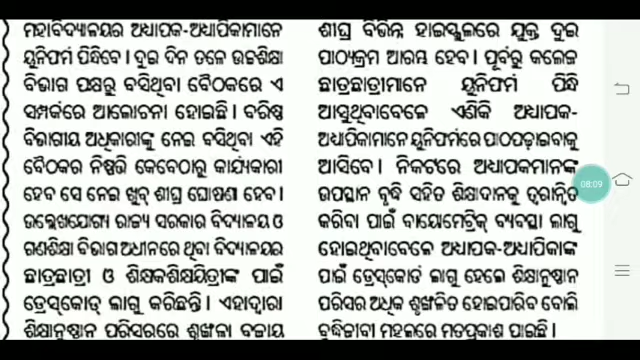 ମହାବିଦ୍ୟାଳୟର ଅଧ୍ୟାପକ-ଅଧ୍ୟାପିକାମାନେ
ୟୁନିଫର୍ମ ପିନ୍ଧିବେ । ଦୁଇ ଦିନ ତଳେ ଉଚ୍ଚଶିକ୍ଷା
ବିଭାଗ ପକ୍ଷରୁ ବସିଥିବା ବୈଠକରେ ଏ
ସମ୍ପର୍କରେ ଆଲୋଚନା ହୋଇଛି । ବରିଷ୍ଠ
ବିଭାଗୀୟ ଅଧିକାରୀଙ୍କୁ ନେଇ ବସିଥିବା ଏହି
ବୈଠକର ନିଷ୍ପତ୍ତି କେବେଠାରୁ କାର୍ଯ୍ୟକାରୀ
ହେବ ସେ ନେଇ ଖୁବ୍ ଶୀଘ୍ର ଘୋଷଣା ହେବ ।
ଉଲ୍ଲେଖଯୋଗ୍ୟ ରାଜ୍ୟ ସରକାର ବିଦ୍ୟାଳୟ ଓ
ଗଣଶିକ୍ଷା ବିଭାଗ ଅଧୀନରେ ଥିବା ବିଦ୍ୟାଳୟର
ଛାତ୍ରଛାତ୍ରୀ ଓ ଶିକ୍ଷକଶିକ୍ଷୟିତ୍ରୀଙ୍କ ପାଇଁ
ଡ୍ରେସ୍‌କୋଡ୍ ଲାଗୁ କରିଛନ୍ତି । ଏହାଦ୍ୱାରା
ଶିକ୍ଷାନୁଷ୍ଠାନ ପରିସରରେ ଶୃଙ୍ଖଳା ବଜାୟ
ଶୀଘ୍ର ବିଭିନ୍ନ ହାଇସ୍କୁଲରେ ଯୁକ୍ତ ଦୁଇ
ପାଠ୍ୟକ୍ରମ ଆରମ୍ଭ ହେବ । ପୂର୍ବରୁ କଲେଜ
ଛାତ୍ରଛାତ୍ରୀମାନେ ୟୁନିଫର୍ମ ପିନ୍ଧି
ଆସୁଥିବାବେଳେ ଏଣିକି ଅଧ୍ୟାପକ-
ଅଧ୍ୟାପିକାମାନେ ୟୁନିଫର୍ମରେ ପାଠପଢ଼ାଇବାକୁ
ଆସିବେ । ନିକଟରେ ଅଧ୍ୟାପକମାନଙ୍କ
ଉପସ୍ଥାନ ବୃଦ୍ଧି ସହିତ ଶିକ୍ଷାଦାନକୁ ତ୍ୱରାନ୍ୱିତ
କରିବା ପାଇଁ ବାୟୋମେଟ୍ରିକ୍ ବ୍ୟବସ୍ଥା ଲାଗୁ
ହୋଇଥିବାବେଳେ ଅଧ୍ୟାପକ-ଅଧ୍ୟାପିକାଙ୍କ
ପାଇଁ ଡ୍ରେସ୍‌କୋର୍ଡ ଲାଗୁ ହେଲେ ଶିକ୍ଷାନୁଷ୍ଠାନ
ପରିସର ଅଧିକ ଶୃଙ୍ଖଳିତ ହୋଇପାରିବ ବୋଲି
ବୁଦ୍ଧିଜୀବୀ ମହଲରେ ମତପ୍ରକାଶ ପାଇଛି ।
08:09